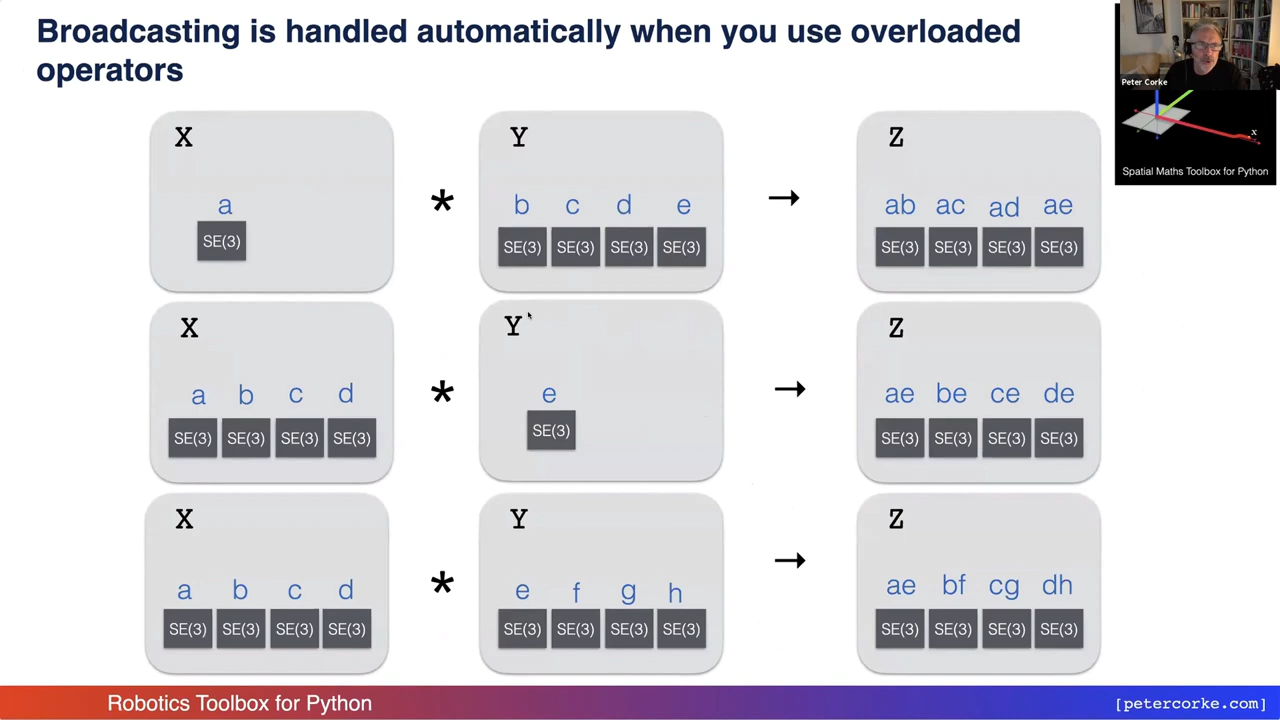 Broadcasting is handled automatically when you use overloaded
operators
Peter Corke
x
Spatial Maths Toolbox for Python
X
a
SE(3)
*
Y
b c d e
SE(3) SE(3) SE(3) SE(3)
→
Z
ab ac ad ae
SE(3) SE(3) SE(3) SE(3)
X
a b c d
SE(3) SE(3) SE(3) SE(3)
*
Y
e
SE(3)
→
Z
ae be ce de
SE(3) SE(3) SE(3) SE(3)
X
a b c d
SE(3) SE(3) SE(3) SE(3)
*
Y
e f g h
SE(3) SE(3) SE(3) SE(3)
→
Z
ae bf cg dh
SE(3) SE(3) SE(3) SE(3)
Robotics Toolbox for Python
[petercorke.com]